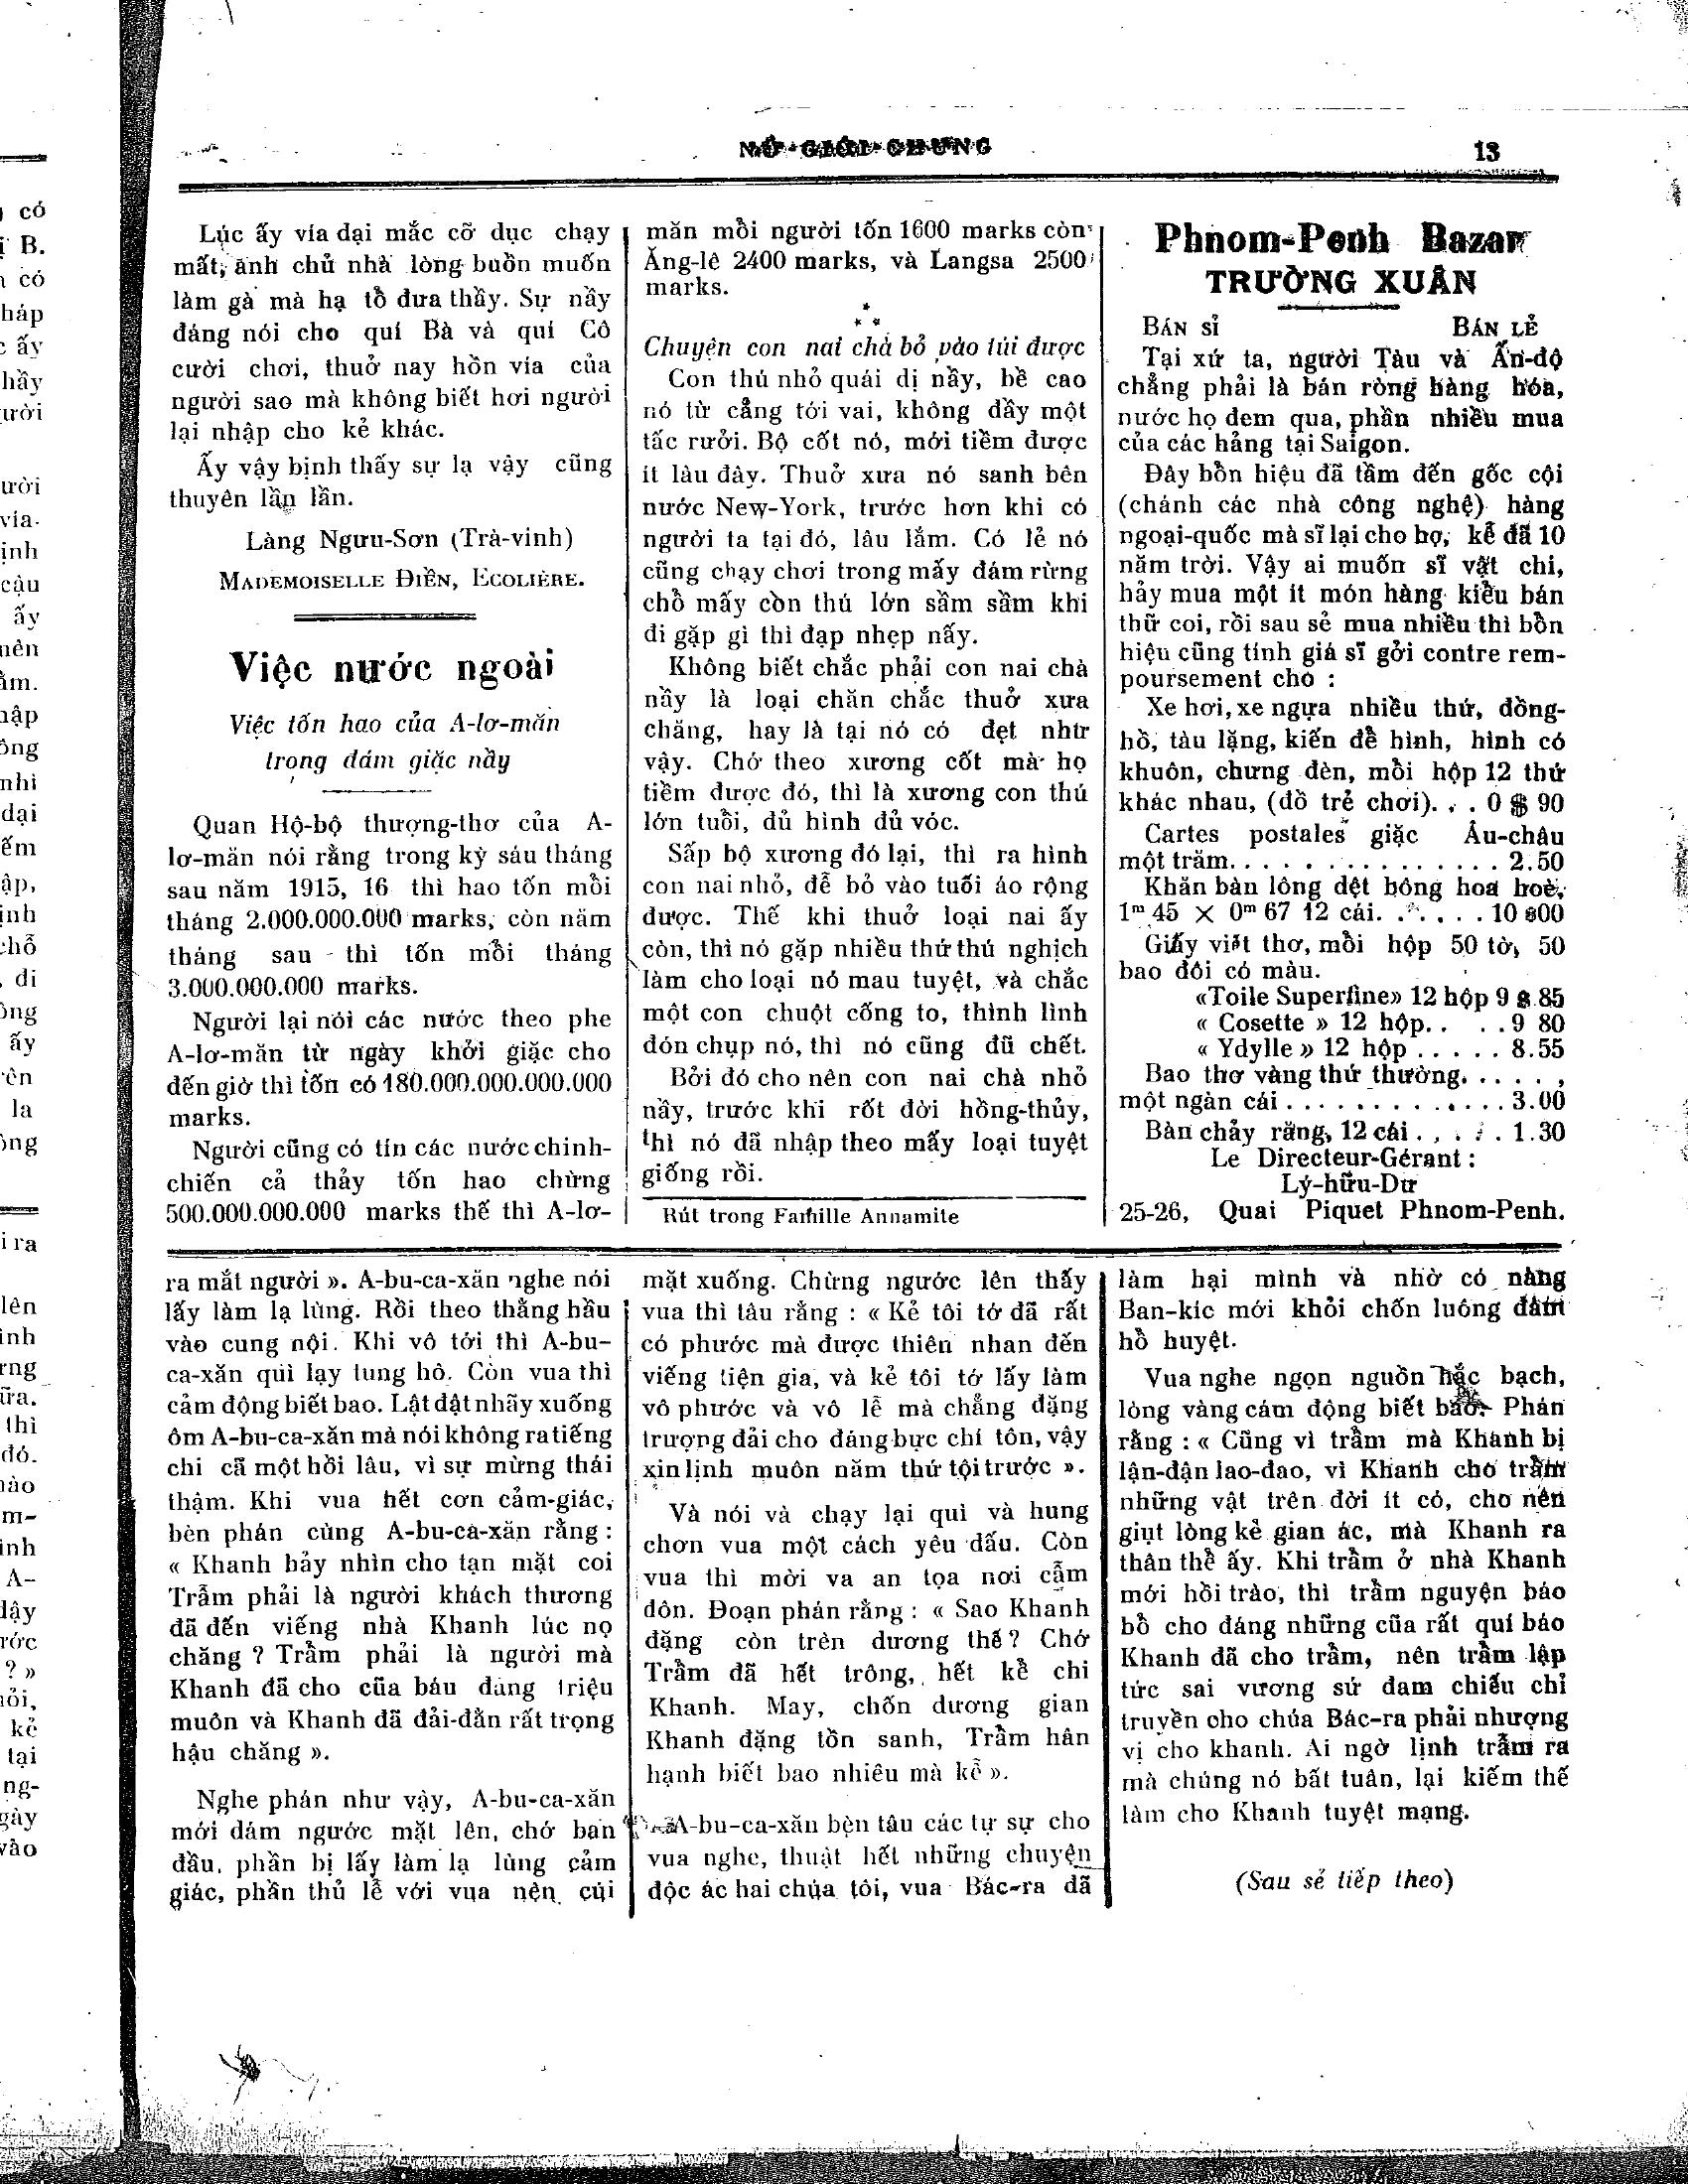 NỮ-GIỚI-CHUNG
13
Lục ấy vía dại mắc cỡ dục chạy
mất, anh chủ nhà lòng buồn muốn
làm gà mà hạ tổ đưa thầy. Sự nầy
đáng nói cho quí Bà và quí Cô
cười chơi, thuở nay hồn vía của
người sao mà không biết hơi người
lại nhập cho kẻ khác.
Ấy vậy bịnh thấy sự lạ vậy cũng
thuyên lần lần.
Làng Ngưu-Sơn (Trà-vinh)
MADEMOISELLE ĐIỀN, ECOLIÈRE.
Việc nước ngoài
Việc tốn hao của A-lơ-măn
trong đám giặc nầy
Quan Hộ-bộ thượng-thơ của A-
lơ-măn nói rằng trong kỳ sáu tháng
sau năm 1915, 16 thì hao tốn mỗi
tháng 2.000.000.000 marks, còn năm
tháng sau thì tốn mỗi tháng
3.000.000.000 marks.
Người lại nói các nước theo phe
A-lơ-măn từ ngày khởi giặc cho
đến giờ thì tốn có 180.000.000.000.000
marks.
Người cũng có tín các nước chinh-
chiến cả thảy tốn hao chừng
500.000.000.000 marks thế thì A-lơ-
măn mỗi người tốn 1600 marks còn
Ăng-lê 2400 marks, và Langsa 2500
marks.
Chuyện con nai chà bỏ vào túi được
Con thú nhỏ quái dị nầy, bề cao
nó từ cẳng tới vai, không đầy một
tấc rưởi. Bộ cốt nó, mới tiềm được
ít lâu đây. Thuở xưa nó sanh bên
nước New-York, trước hơn khi có
người ta tại đó, lâu lắm. Có lẻ nó
cũng chạy chơi trong mấy đám rừng
chỗ mấy còn thú lớn sầm sầm khi
đi gặp gì thì đạp nhẹp nấy.
Không biết chắc phải con nai chà
nầy là loại chăn chắc thuở xưa
chăng, hay là tại nó có đẹt như
vậy. Chớ theo xương cốt mà họ
tiềm được đó, thì là xương con thú
lớn tuổi, đủ hình đủ vóc.
Sấp bộ xương đó lại, thì ra hình
con nai nhỏ, để bỏ vào tuối áo rộng
được. Thế khi thuở loại nai ấy
còn, thì nó gặp nhiều thứ thú nghịch
làm cho loại nó mau tuyệt, và chắc
một con chuột cống to, thình lình
đón chụp nó, thì nó cũng đũ chết.
Bởi đó cho nên con nai chà nhỏ
nầy, trước khi rốt đời hồng-thủy,
thì nó đã nhập theo mấy loại tuyệt
giống rồi.
Rút trong Famille Annamite
Phnom-Penh Bazar
TRƯỜNG XUÂN
BÁN SỈ BÁN LẺ
Tại xứ ta, người Tàu và Ấn-độ
chẳng phải là bán ròng hàng hóa,
nước họ đem qua, phần nhiều mua
của các hảng tại Saigon.
Đây bổn hiệu đã tầm đến gốc cội
(chánh các nhà công nghệ) hàng
ngoại-quốc mà sĩ lại cho họ, kể đã 10
năm trời. Vậy ai muốn sĩ vật chi,
hảy mua một ít món hàng kiểu bán
thữ coi, rồi sau sẻ mua nhiều thì bổn
hiệu cũng tính giá sĩ gởi contre rem-
poursement cho :
Xe hơi, xe ngựa nhiều thứ, đồng-
hồ, tàu lặng, kiến để hình, hình có
khuôn, chưng đèn, mỗi hộp 12 thứ
khác nhau, (đồ trẻ chơi). . . 0 $ 90
Cartes postales giặc Âu-châu
một trăm. . . . . . . . . . . . . . . 2.50
Khăn bàn lông dệt bông hoa hoè,
1m 45 × 0m 67 12 cái. . . . . . . 10 $00
Giấy viết thơ, mỗi hộp 50 tờ, 50
bao đôi có màu.
«Toile Superfine» 12 hộp 9 $.85
« Cosette » 12 hộp. . . . . 9 80
« Ydylle » 12 hộp . . . . . 8.55
Bao thơ vàng thứ thường. . . . . ,
một ngàn cái . . . . . . . . . . . . . . 3.00
Bàn chảy răng, 12 cái . . . . . 1.30
Le Directeur-Gérant :
Lý-hữu-Dư
25-26, Quai Piquet Phnom-Penh.
ra mắt người ». A-bu-ca-xăn nghe nói
lấy làm lạ lùng. Rồi theo thằng hầu
vào cung nội. Khi vô tới thì A-bu-
ca-xăn quì lạy tung hô. Còn vua thì
cảm động biết bao. Lật đật nhãy xuống
ôm A-bu-ca-xăn mà nói không ra tiếng
chi cã một hồi lâu, vì sự mừng thái
thậm. Khi vua hết cơn cảm-giác,
bèn phán cùng A-bu-ca-xăn rằng :
« Khanh bảy nhìn cho tạn mặt coi
Trẫm phải là người khách thương
đã đến viếng nhà Khanh lúc nọ
chăng ? Trẫm phải là người mà
Khanh đã cho cũa báu đáng triệu
muôn và Khanh đã đải-đằn rất trọng
hậu chăng ».
Nghe phán như vậy, A-bu-ca-xăn
mới dám ngước mặt lên, chớ ban
đầu, phần bị lấy làm lạ lùng cảm
giác, phần thủ lể với vua nên cúi
mặt xuống. Chừng ngước lên thấy
vua thì tâu rằng : « Kẻ tôi tớ đã rất
có phước mà được thiên nhan đến
viếng tiện gia, và kẻ tôi tớ lấy làm
vô phước và vô lể mà chẳng đặng
trượng đải cho đáng bực chí tôn, vậy
xin lịnh muôn năm thứ tội trước ».
Và nói và chạy lại quì và hung
chơn vua một cách yêu dấu. Còn
vua thì mời va an tọa nơi cẩm
đôn. Đoạn phán rằng : « Sao Khanh
đặng còn trên dương thế ? Chớ
Trẫm đã hết trông, hết kể chi
Khanh. May, chốn dương gian
Khanh đặng tồn sanh, Trẫm hân
hạnh biết bao nhiêu mà kể ».
A-bu-ca-xăn bèn tâu các tự sự cho
vua nghe, thuật hết những chuyện
độc ác hai chúa tôi, vua Bác-ra đã
làm hại mình và nhờ có nàng
Ban-kic mới khỏi chốn luông đàm
hồ huyệt.
Vua nghe ngọn nguồn hắc bạch,
lòng vàng cám động biết bao. Phán
rằng : « Cũng vì trẫm mà Khanh bị
lận-đận lao-đao, vì Khanh cho trẫm
những vật trên đời ít có, cho nên
giụt lòng kẻ gian ác, mà Khanh ra
thân thể ấy. Khi trẫm ở nhà Khanh
mới hồi trào, thì trẫm nguyện báo
bổ cho đáng những cũa rất quí báo
Khanh đã cho trẫm, nên trẫm lập
tức sai vương sứ đam chiếu chỉ
truyền cho chúa Bác-ra phải nhượng
vị cho khanh. Ai ngờ lịnh trẫm ra
mà chúng nó bất tuân, lại kiếm thế
làm cho Khanh tuyệt mạng.
(Sau sẻ tiếp theo)